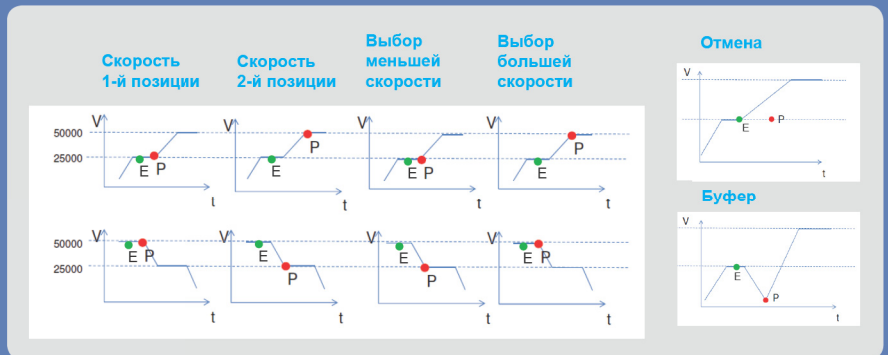 Скорость
1-й позиции
Скорость
2-й позиции
Выбор
меньшей
скорости
Выбор
большей
скорости
Отмена
V
50000
25000
E P
t
V
E
P
t
V
E P
t
V
E
P
t
V
E
P
t
Буфер
V
50000
25000
E P
t
V
E
P
t
V
E
P
t
V
E P
t
V
E
P
t